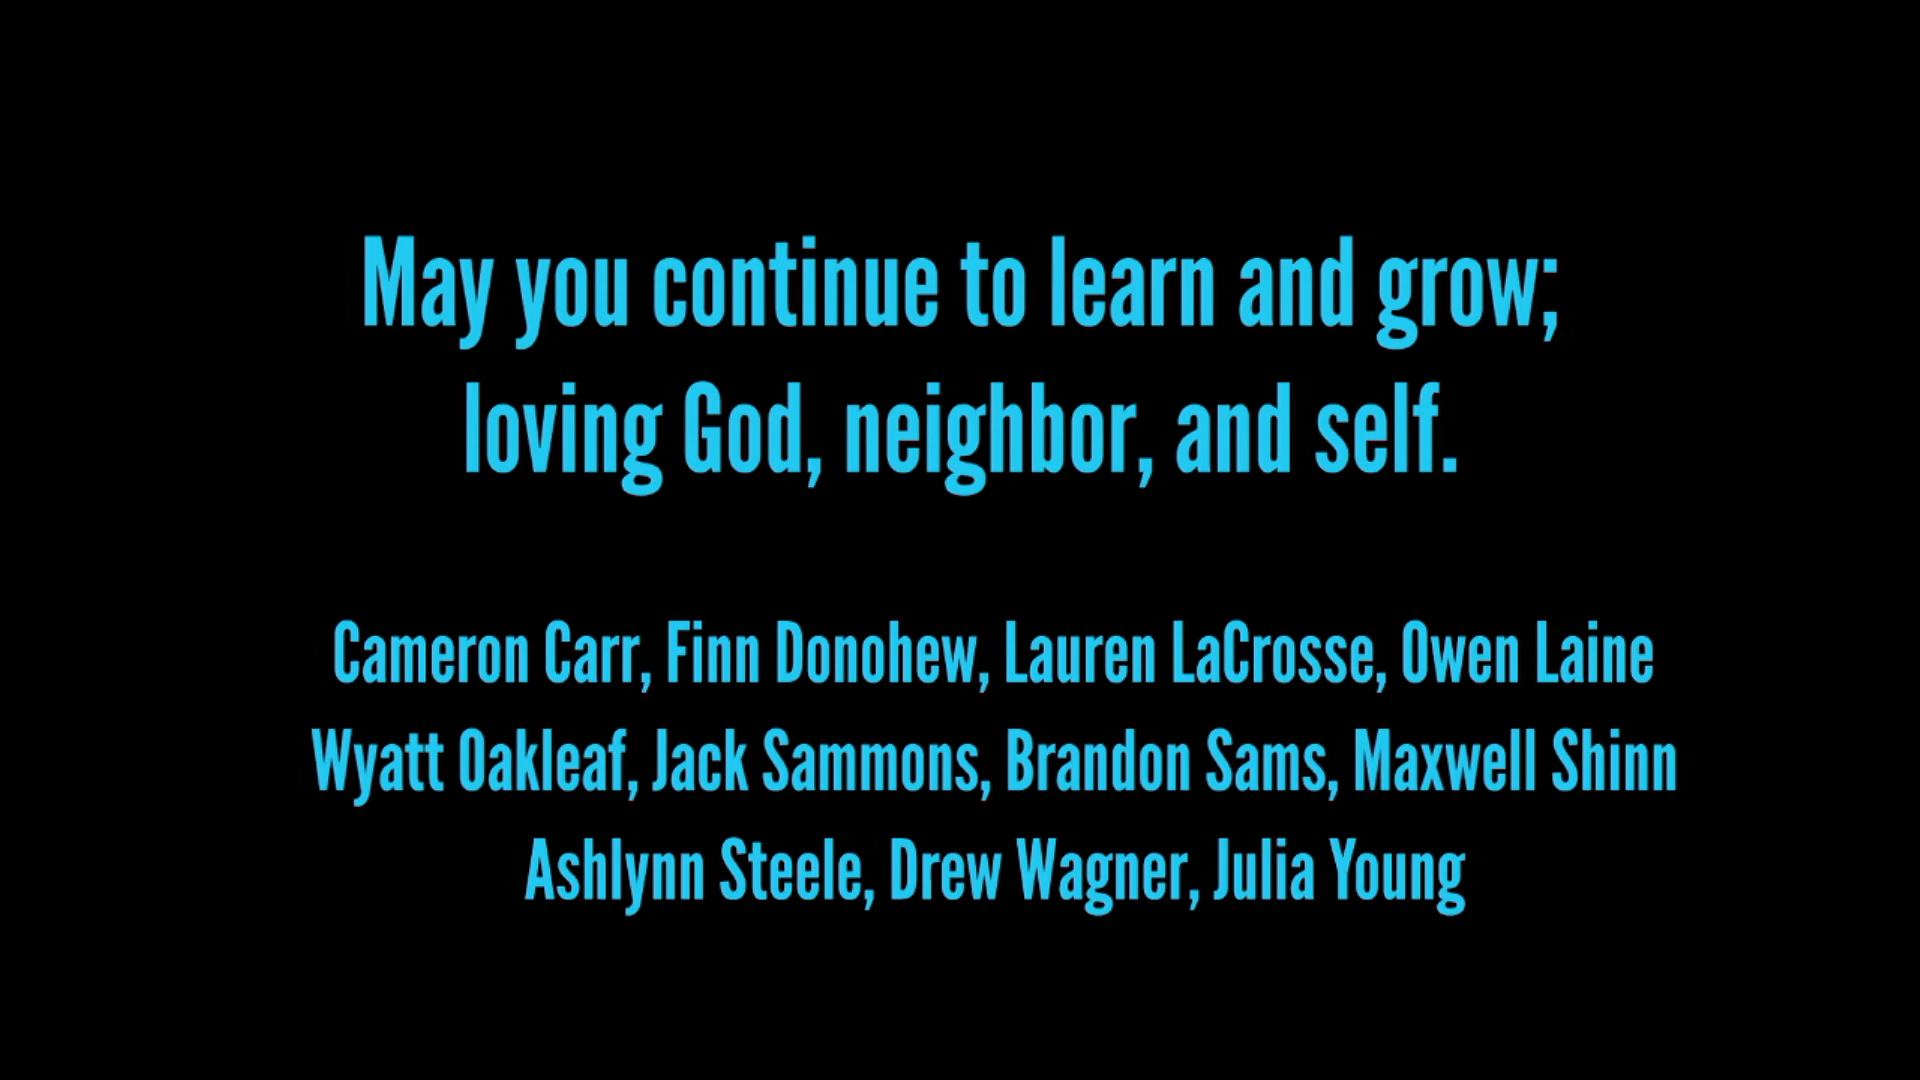 May you continue to learn and grow;
loving God, neighbor, and self.
Cameron Carr, Finn Donohew, Lauren LaCrosse, Owen Laine
Wyatt Oakleaf, Jack Sammons, Brandon Sams, Maxwell Shinn
Ashlynn Steele, Drew Wagner, Julia Young